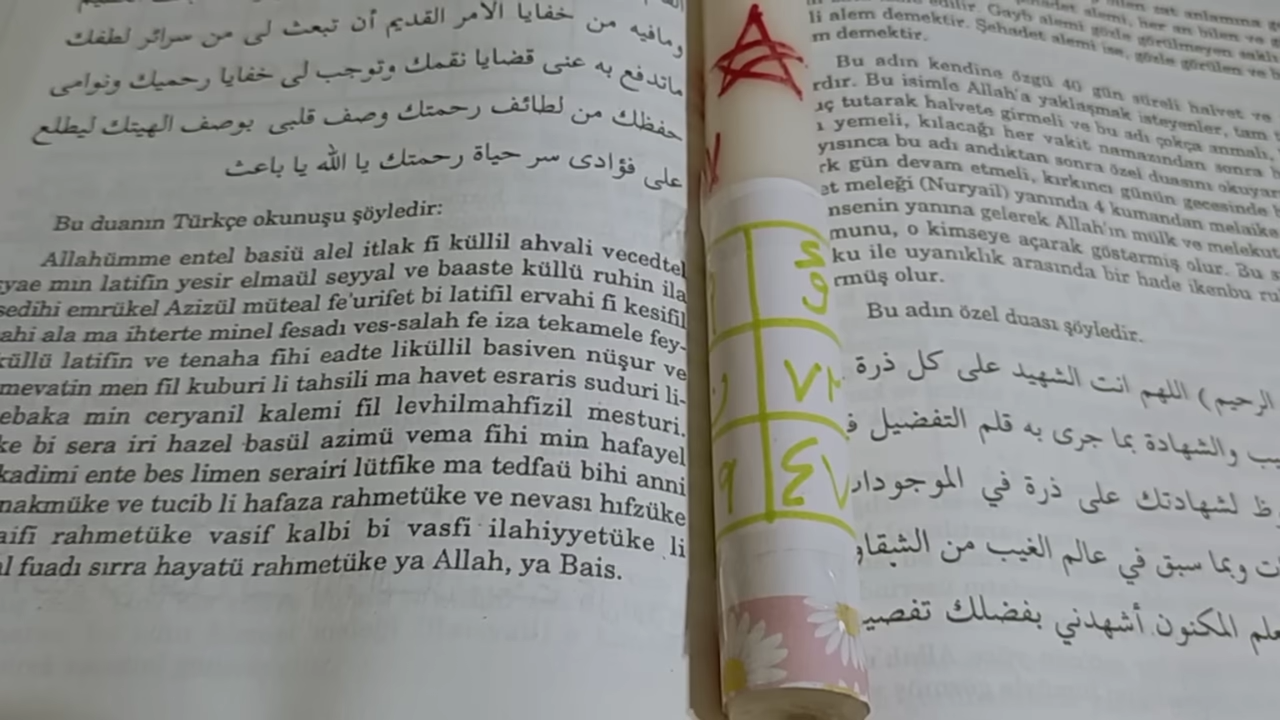 ومافيه من خفايا الأمر القديم أن تبعث لى من سرائر لطفك
ماتدفع به عنى قضايا نقمك وتوجب لى خفايا رحميك ونوامى
حفظك من لطائف رحمتك وصف قلبى بوصف الهيتك ليطلع
على فؤادى سر حياة رحمتك يا الله يا باعث
Bu duanın Türkçe okunuşu şöyledir:
Allahümme entel basiü alel itlak fi küllil ahvali vecedtel
min latifin yesir elmaül seyyal ve baaste küllü ruhin ila
emrükel Azizül müteal fe'urifet bi latifil ervahi fi kesifil
ala ma ihterte minel fesadı ves-salah fe iza tekamele fey-
küllü latifin ve tenaha fihi eadte liküllil basiven nüşur ve
mevatin men fil kuburi li tahsili ma havet esraris suduri li-
ebaka min ceryanil kalemi fil levhilmahfizil mesturi.
bi sera iri hazel basül azimü vema fihi min hafayel
kadimi ente bes limen serairi lütfike ma tedfaü bihi anni
nakmüke ve tucib li hafaza rahmetüke ve nevası hıfzüke
aifi rahmetüke vasif kalbi bi vasfi ilahiyyetüke li
fuadı sırra hayatü rahmetüke ya Allah, ya Bais.
٧٢
٤٧
٩
edilir. Gayb alemi gözle görülmeyen
li alem demektir. Şehadet alemi ise, gözle görülen ve
m demektir.
Bu adın kendine özgü 40 gün süreli halvet ve
rdır. Bu isimle Allah'a yaklaşmak isteyenler, tam
uç tutarak halvete girmeli ve bu adı çokça anmalı,
yemeli, kılacağı her vakit namazından sonra
yısınca bu adı andıktan sonra özel duasını okuyar
rk gün devam etmeli, kırkıncı günün gecesinde
et meleği (Nuryail) yanında 4 kumandan melaike
nsenin yanına gelerek Allah'ın mülk ve melekut
munu, o kimseye açarak göstermiş olur. Bu
ku ile uyanıklık arasında bir hade ikenbu
rmüş olur.
Bu adın özel duası şöyledir.
الرحيم) اللهم انت الشهيد على كل ذرة
يب والشهادة بما جرى به قلم التفضيل
ظ لشهادتك على ذرة في الموجودات
ت وبما سبق في عالم الغيب من الشقاو
علم المكنون أشهدني بفضلك تفصي